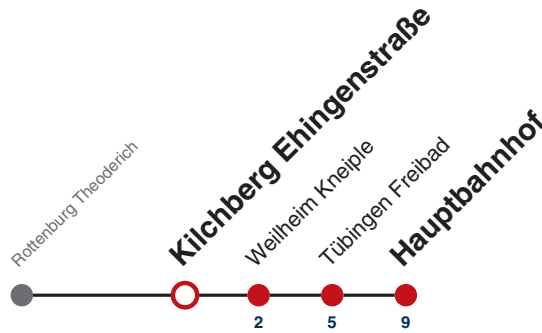 Rottenburg Theoderich
Kilchberg Ehingenstraße
Weilheim Kneiple
Tübingen Freibad
Hauptbahnhof
2
5
9